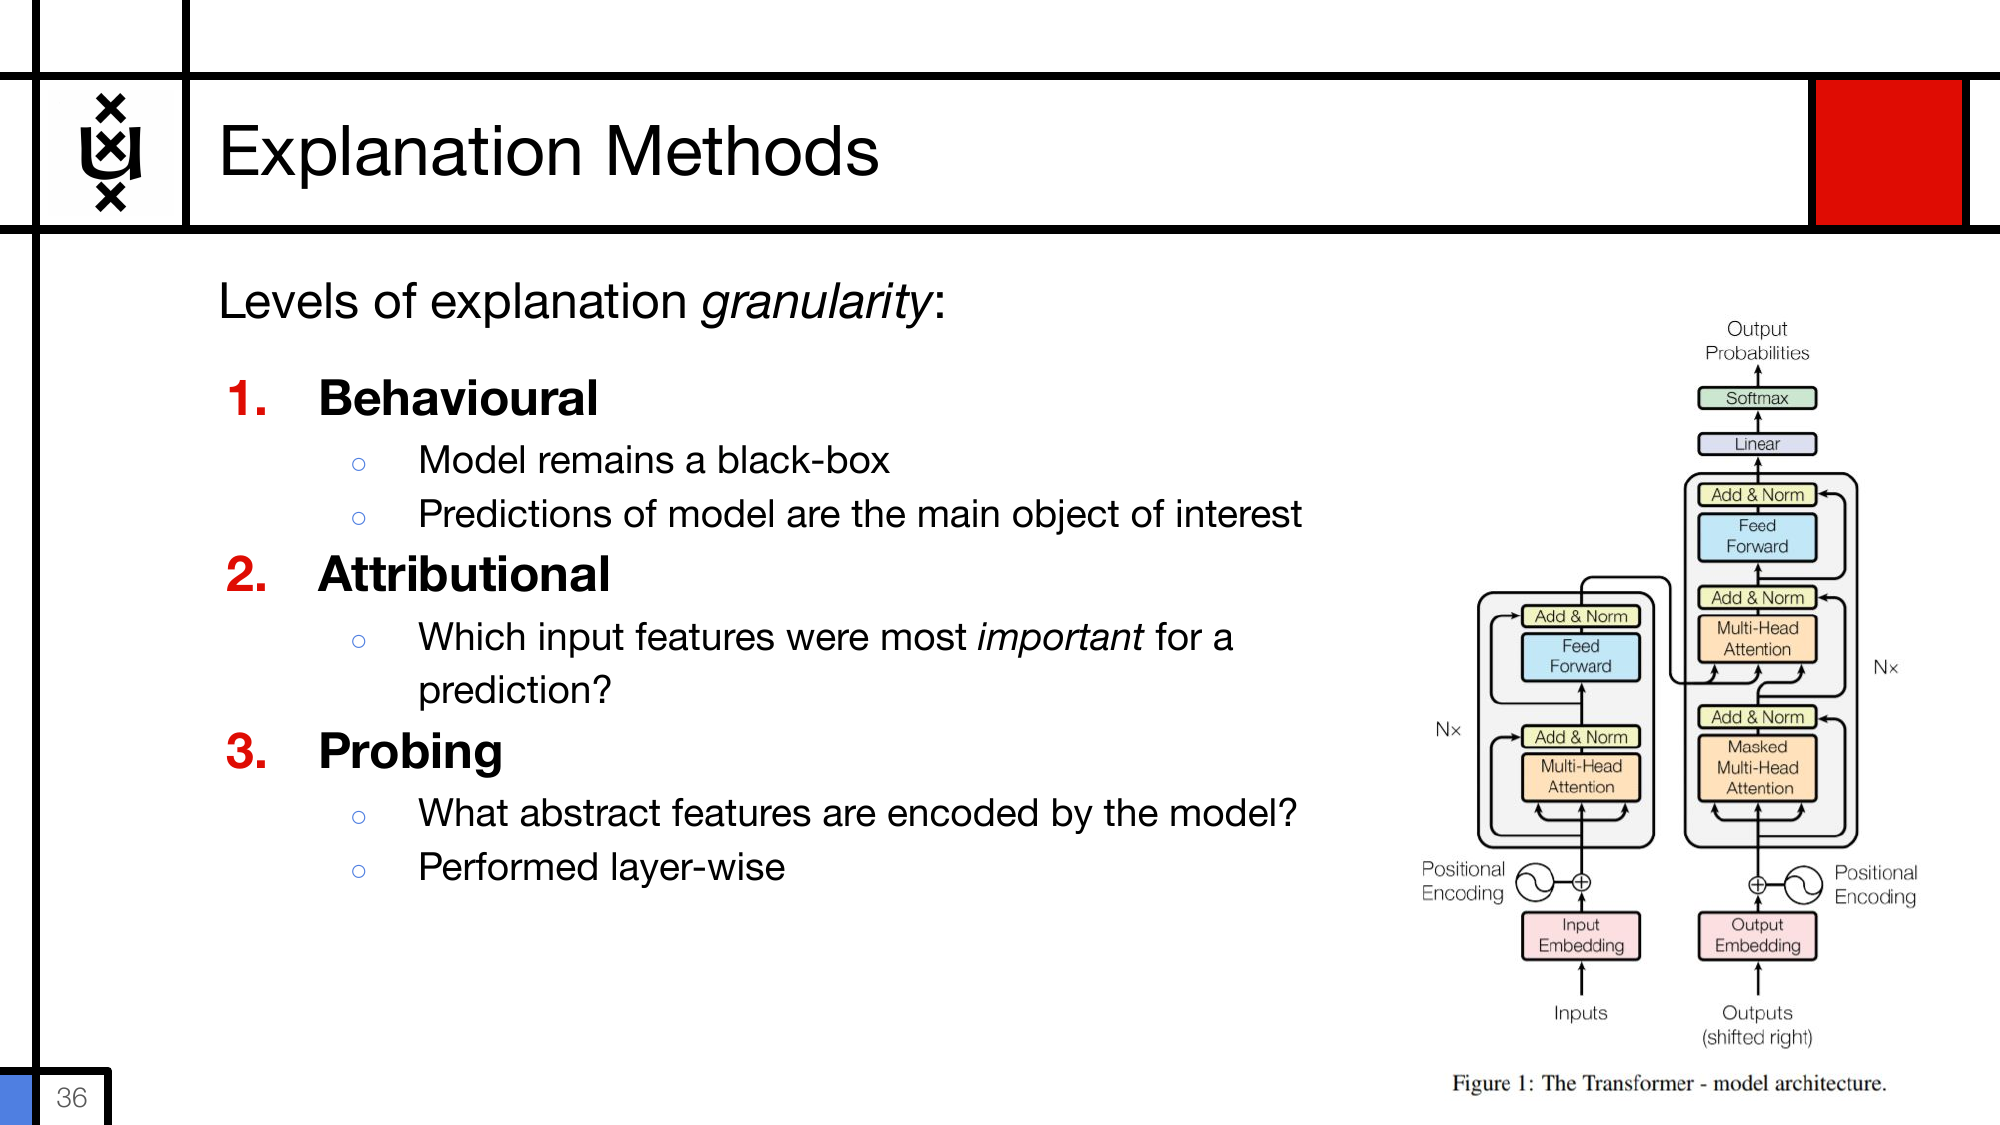 Explanation Methods
Levels of explanation granularity:
1. Behavioural
○ Model remains a black-box
○ Predictions of model are the main object of interest
2. Attributional
○ Which input features were most important for a
prediction?
3. Probing
○ What abstract features are encoded by the model?
○ Performed layer-wise
Output
Probabilities
Softmax
Linear
Add & Norm
Feed
Forward
Add & Norm
Multi-Head
Attention
Nx
Add & Norm
Masked
Multi-Head
Attention
Add & Norm
Feed
Forward
Nx
Add & Norm
Multi-Head
Attention
Positional
Encoding
Positional
Encoding
Input
Embedding
Output
Embedding
Inputs
Outputs
(shifted right)
Figure 1: The Transformer - model architecture.
36